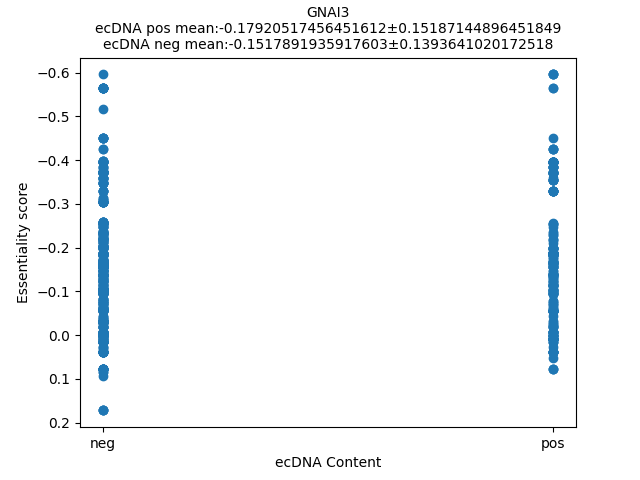 GNAI3
ecDNA pos mean:-0.17920517456451612±0.15187144896451849
ecDNA neg mean:-0.1517891935917603±0.1393641020172518
−0.6
−0.5
−0.4
−0.3
−0.2
−0.1
0.0
0.1
0.2
Essentiality score
neg
pos
ecDNA Content